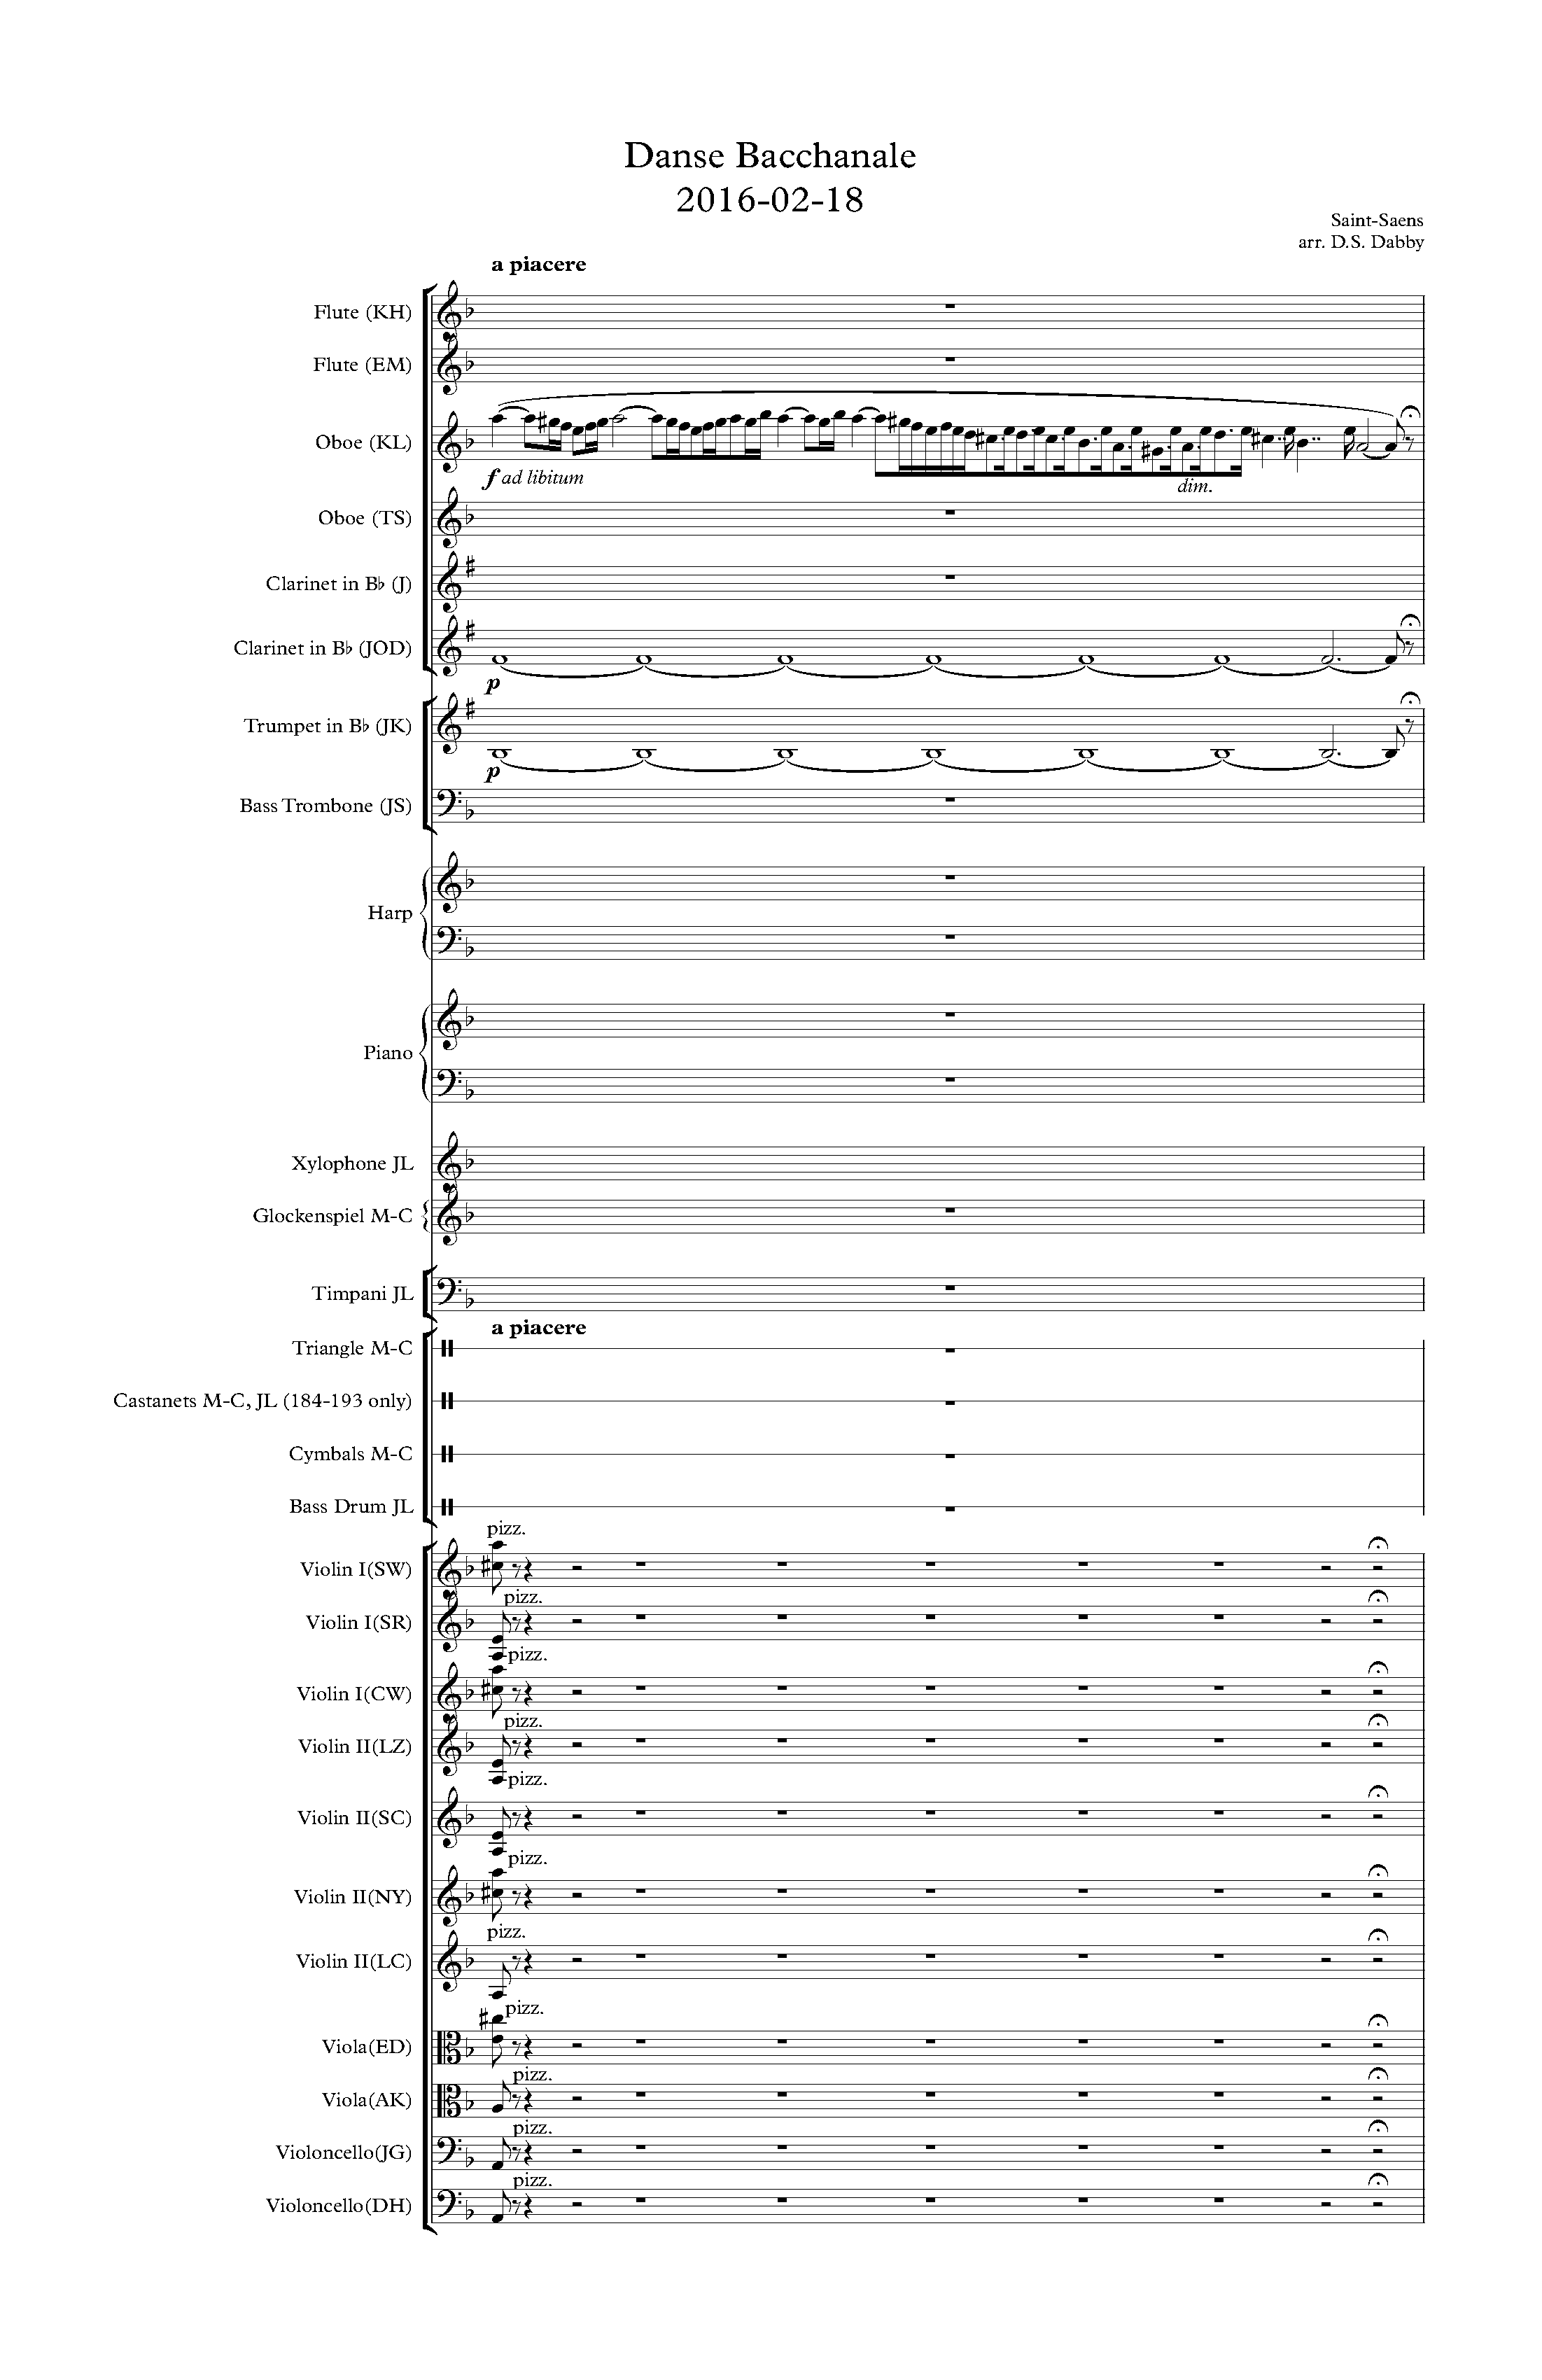 Danse Bacchanale
2016-02-18
Saint-Saens
arr. D.S. Dabby
a piacere
Flute (KH)
Flute (EM)
Oboe (KL)
f ad libitum
dim.
Oboe (TS)
Clarinet in B♭ (J)
Clarinet in B♭ (JOD)
p
Trumpet in B♭ (JK)
p
Bass Trombone (JS)
Harp
Piano
Xylophone JL
Glockenspiel M-C
Timpani JL
a piacere
Triangle M-C
Castanets M-C, JL (184-193 only)
Cymbals M-C
Bass Drum JL
pizz.
Violin I(SW)
pizz.
Violin I(SR)
pizz.
Violin I(CW)
pizz.
Violin II(LZ)
pizz.
Violin II(SC)
pizz.
Violin II(NY)
pizz.
Violin II(LC)
pizz.
Viola(ED)
pizz.
Viola(AK)
pizz.
Violoncello(JG)
pizz.
Violoncello(DH)